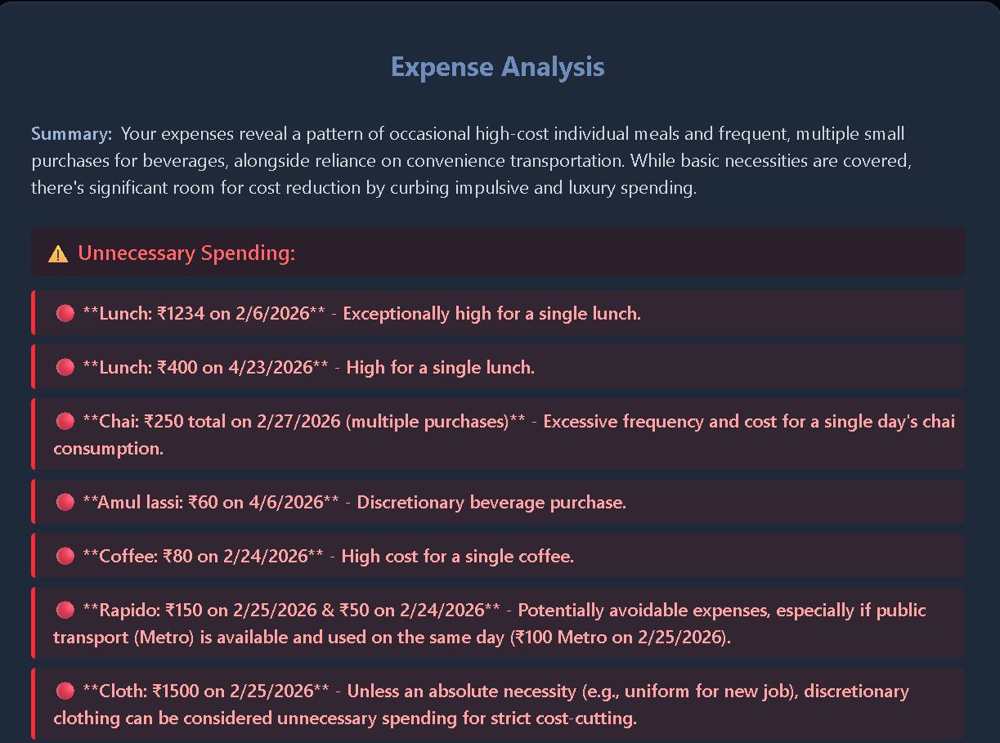 Expense Analysis
Summary: Your expenses reveal a pattern of occasional high-cost individual meals and frequent, multiple small
purchases for beverages, alongside reliance on convenience transportation. While basic necessities are covered,
there's significant room for cost reduction by curbing impulsive and luxury spending.
⚠️ Unnecessary Spending:
🔴 **Lunch: ₹1234 on 2/6/2026** - Exceptionally high for a single lunch.
🔴 **Lunch: ₹400 on 4/23/2026** - High for a single lunch.
🔴 **Chai: ₹250 total on 2/27/2026 (multiple purchases)** - Excessive frequency and cost for a single day's chai
consumption.
🔴 **Amul lassi: ₹60 on 4/6/2026** - Discretionary beverage purchase.
🔴 **Coffee: ₹80 on 2/24/2026** - High cost for a single coffee.
🔴 **Rapido: ₹150 on 2/25/2026 & ₹50 on 2/24/2026** - Potentially avoidable expenses, especially if public
transport (Metro) is available and used on the same day (₹100 Metro on 2/25/2026).
🔴 **Cloth: ₹1500 on 2/25/2026** - Unless an absolute necessity (e.g., uniform for new job), discretionary
clothing can be considered unnecessary spending for strict cost-cutting.